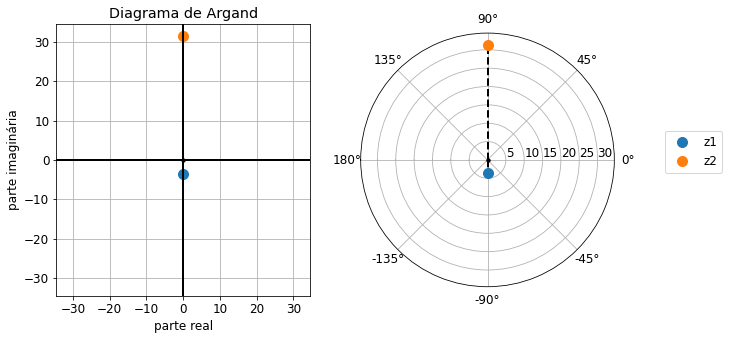 Diagrama de Argand
parte imaginária
30
20
10
0
−10
−20
−30
−30 −20 −10 0 10 20 30
parte real
90°
135° 45°
180° 5 10 15 20 25 30 0°
-135° -45°
-90°
z1
z2